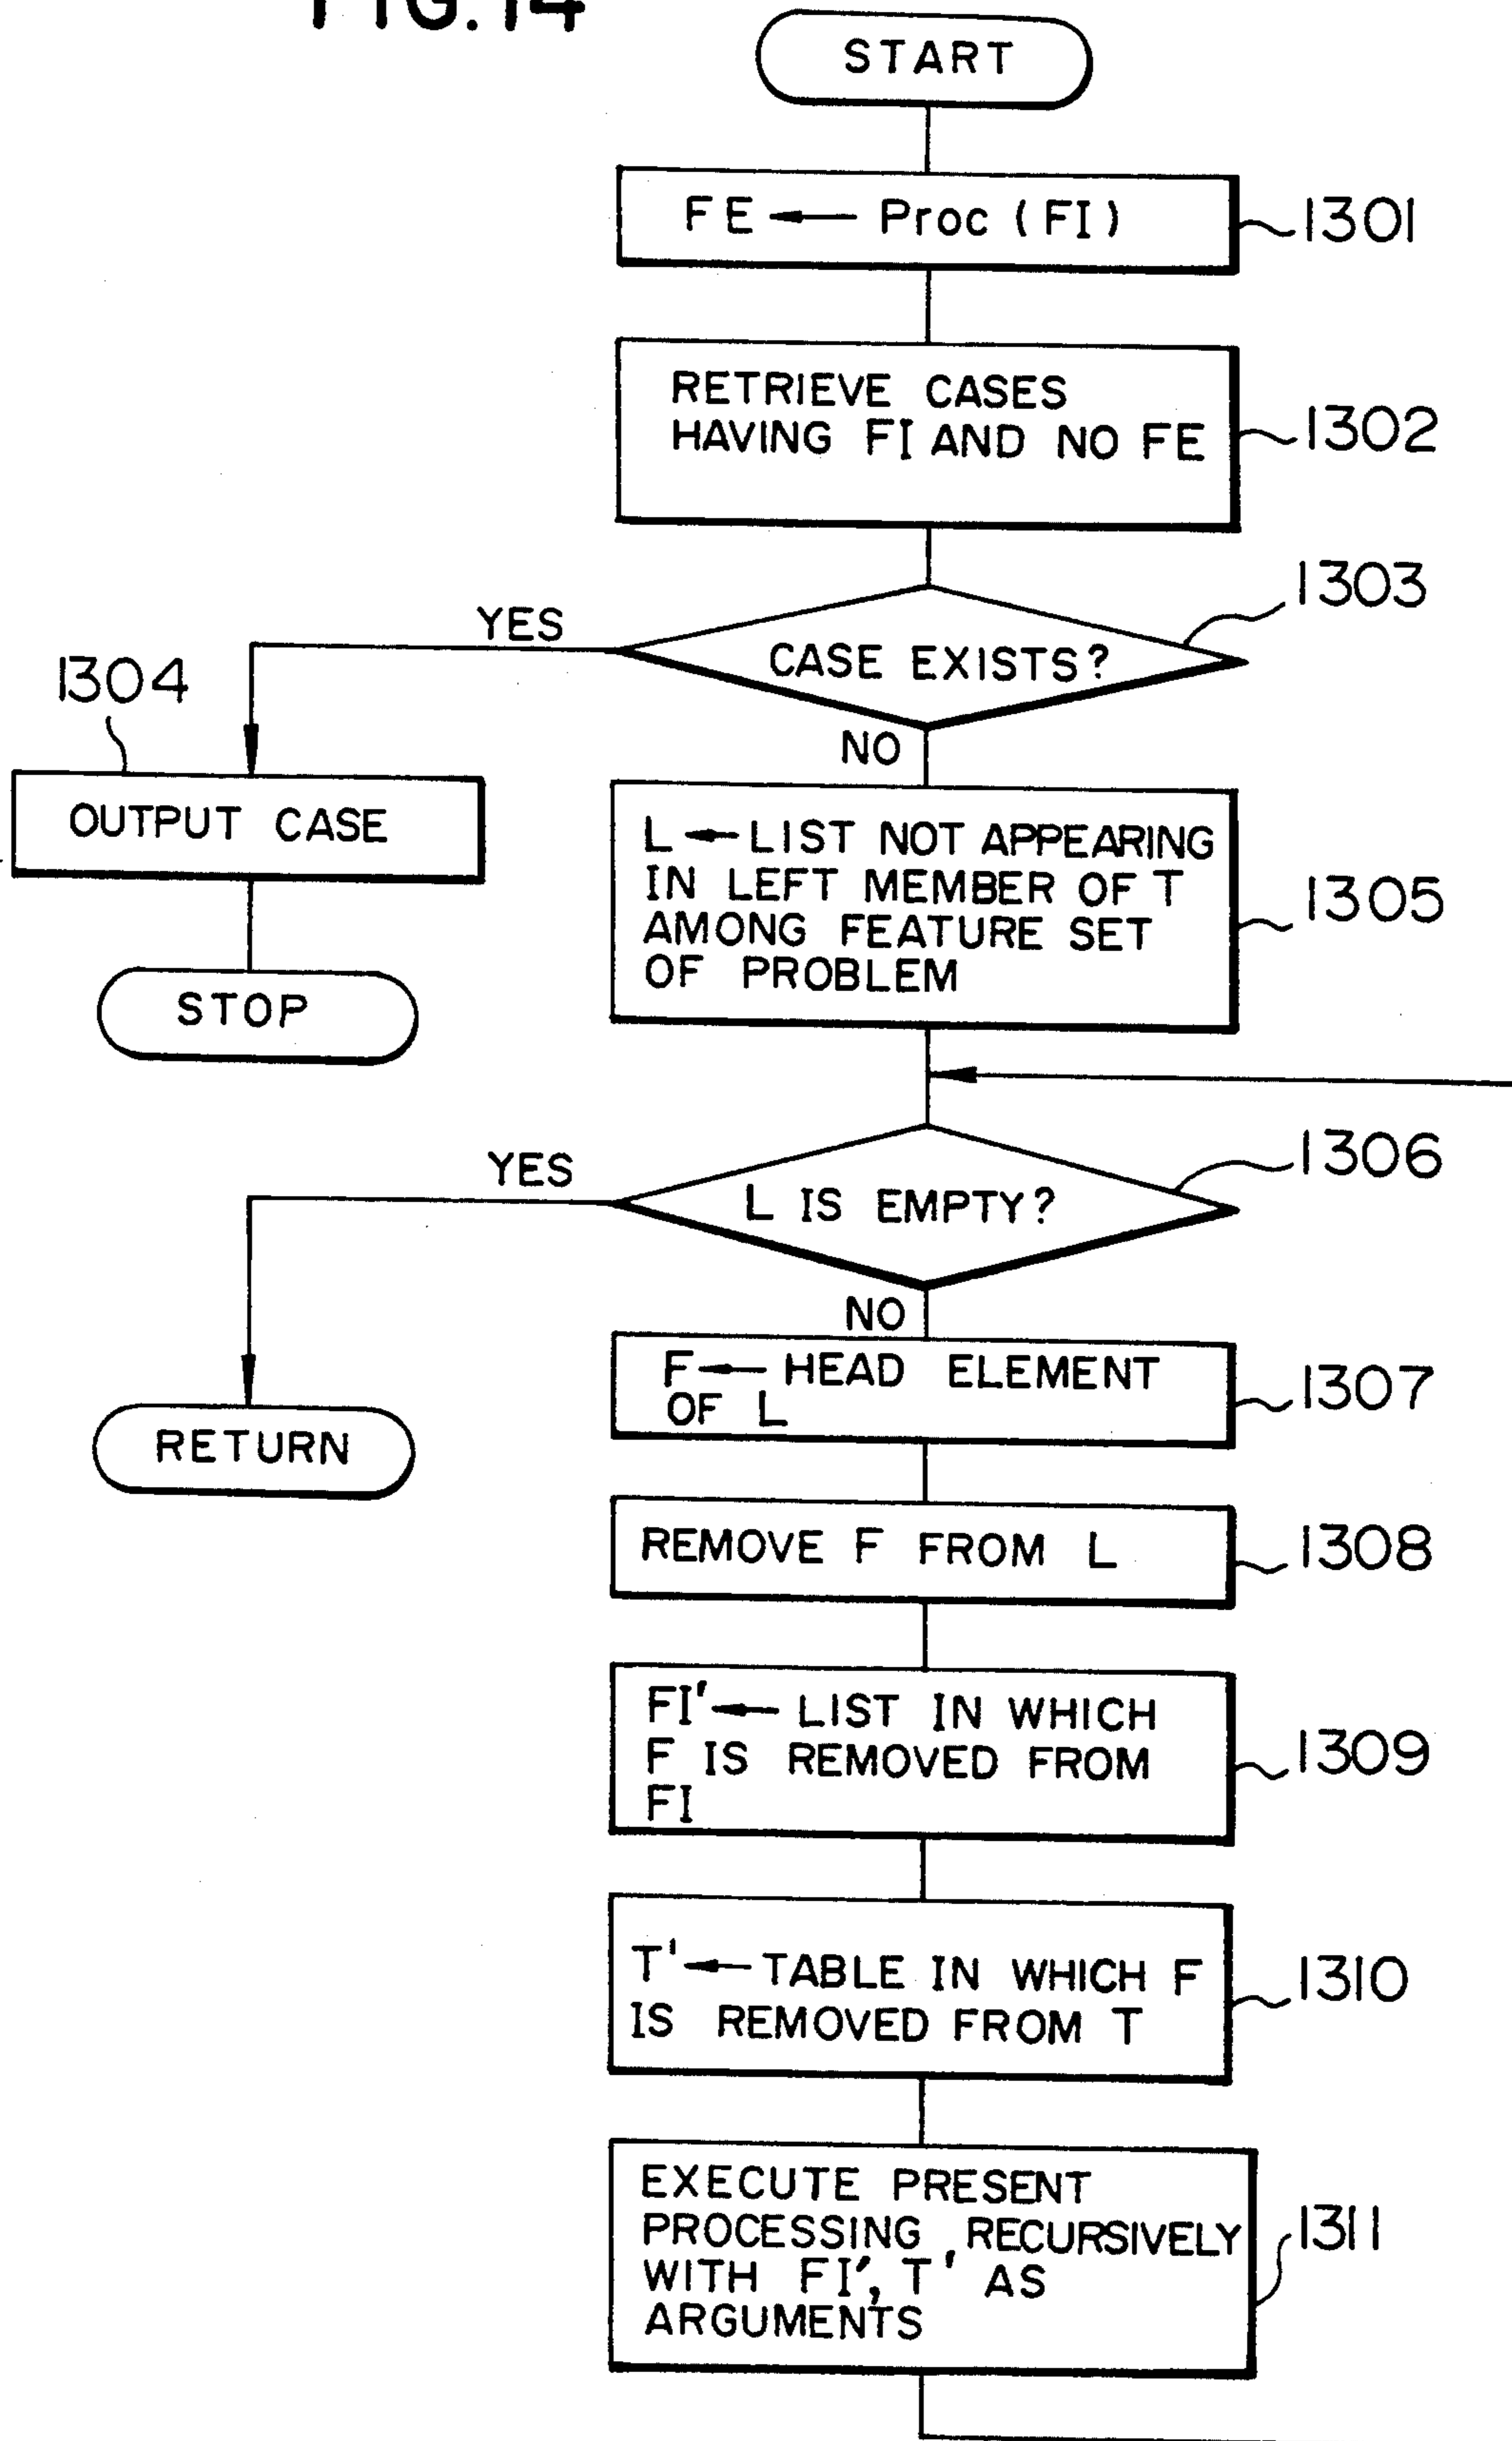 FIG. 14
START
FE ← Proc (FI)
1301
RETRIEVE CASES
HAVING FI AND NO FE
1302
1303
CASE EXISTS?
YES
1304
OUTPUT CASE
STOP
NO
L ← LIST NOT APPEARING
IN LEFT MEMBER OF T
AMONG FEATURE SET
OF PROBLEM
1305
1306
YES
L IS EMPTY?
RETURN
NO
F ← HEAD ELEMENT
OF L
1307
REMOVE F FROM L
1308
FI' ← LIST IN WHICH
F IS REMOVED FROM
FI
1309
T' ← TABLE IN WHICH F
IS REMOVED FROM T
1310
EXECUTE PRESENT
PROCESSING, RECURSIVELY
WITH FI', T' AS
ARGUMENTS
1311